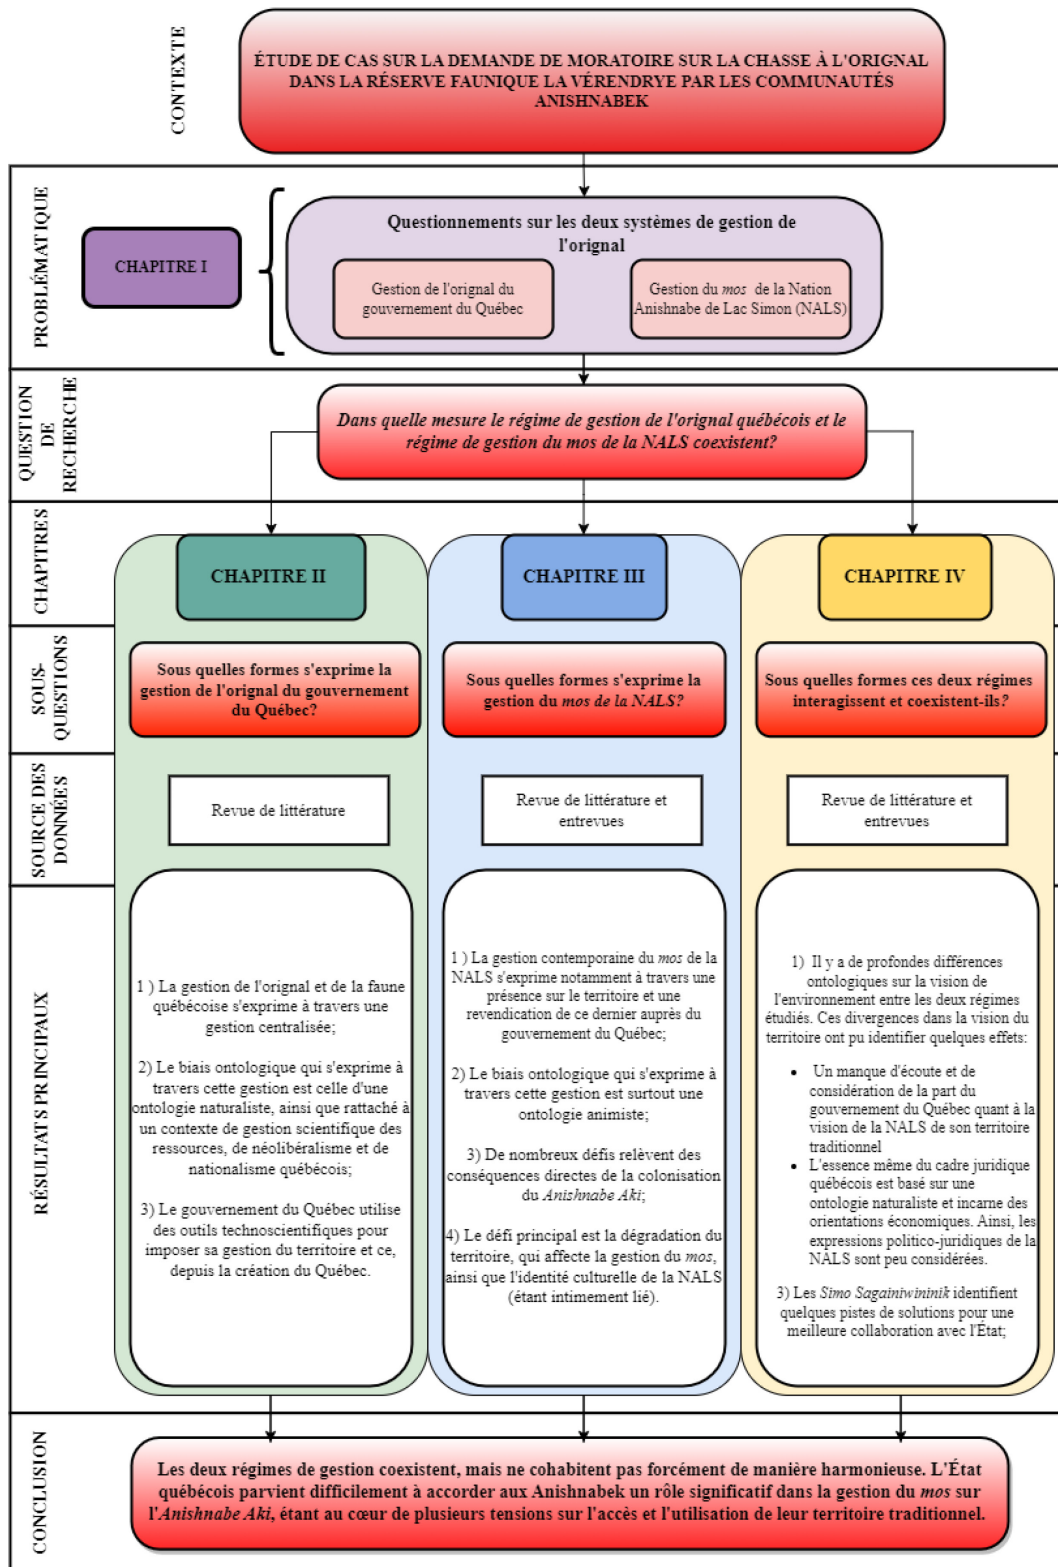 CONTEXTE
ÉTUDE DE CAS SUR LA DEMANDE DE MORATOIRE SUR LA CHASSE À L'ORIGNAL
DANS LA RÉSERVE FAUNIQUE LA VÉRENDRYE PAR LES COMMUNAUTÉS
ANISHNABEK
PROBLÉMATIQUE
CHAPITRE I
Questionnements sur les deux systèmes de gestion de
l'orignal
Gestion de l'orignal du
gouvernement du Québec
Gestion du mos de la Nation
Anishnabe de Lac Simon (NALS)
QUESTION
DE
RECHERCHE
Dans quelle mesure le régime de gestion de l'orignal québécois et le
régime de gestion du mos de la NALS coexistent?
CHAPITRES
CHAPITRE II
CHAPITRE III
CHAPITRE IV
SOUS-
QUESTIONS
Sous quelles formes s'exprime la
gestion de l'orignal du gouvernement
du Québec?
Sous quelles formes s'exprime la
gestion du mos de la NALS?
Sous quelles formes ces deux régimes
interagissent et coexistent-ils?
SOURCE DES
DONNÉES
Revue de littérature
Revue de littérature et
entrevues
Revue de littérature et
entrevues
RÉSULTATS PRINCIPAUX
1 ) La gestion de l'orignal et de la faune
québécoise s'exprime à travers une
gestion centralisée;
2) Le biais ontologique qui s'exprime à
travers cette gestion est celle d'une
ontologie naturaliste, ainsi que rattaché à
un contexte de gestion scientifique des
ressources, de néolibéralisme et de
nationalisme québécois;
3) Le gouvernement du Québec utilise
des outils technoscientifiques pour
imposer sa gestion du territoire et ce,
depuis la création du Québec.
1 ) La gestion contemporaine du mos de la
NALS s'exprime notamment à travers une
présence sur le territoire et une
revendication de ce dernier auprès du
gouvernement du Québec;
2) Le biais ontologique qui s'exprime à
travers cette gestion est surtout une
ontologie animiste;
3) De nombreux défis relèvent des
conséquences directes de la colonisation
du Anishnabe Aki;
4) Le défi principal est la dégradation du
territoire, qui affecte la gestion du mos,
ainsi que l'identité culturelle de la NALS
(étant intimement lié).
1) Il y a de profondes différences
ontologiques sur la vision de
l'environnement entre les deux régimes
étudiés. Ces divergences dans la vision du
territoire ont pu identifier quelques effets:
• Un manque d'écoute et de
considération de la part du
gouvernement du Québec quant à la
vision de la NALS de son territoire
traditionnel
• L'essence même du cadre juridique
québécois est basé sur une
ontologie naturaliste et incarne des
orientations économiques. Ainsi, les
expressions politico-juridiques de la
NALS sont peu considérées.
3) Les Simo Sagainiwininik identifient
quelques pistes de solutions pour une
meilleure collaboration avec l'État;
CONCLUSION
Les deux régimes de gestion coexistent, mais ne cohabitent pas forcément de manière harmonieuse. L'État
québécois parvient difficilement à accorder aux Anishnabek un rôle significatif dans la gestion du mos sur
l'Anishnabe Aki, étant au cœur de plusieurs tensions sur l'accès et l'utilisation de leur territoire traditionnel.